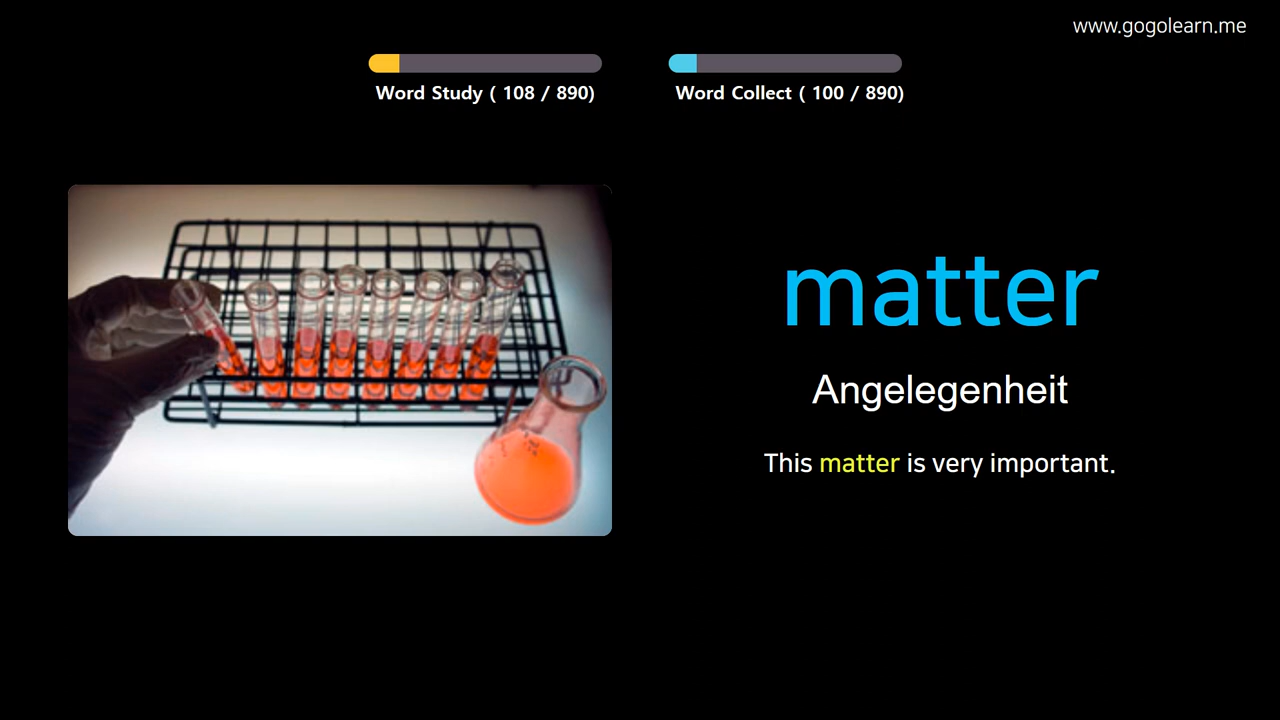 www.gogolearn.me
Word Study ( 108 / 890)
Word Collect ( 100 / 890)
matter
Angelegenheit
This matter is very important.